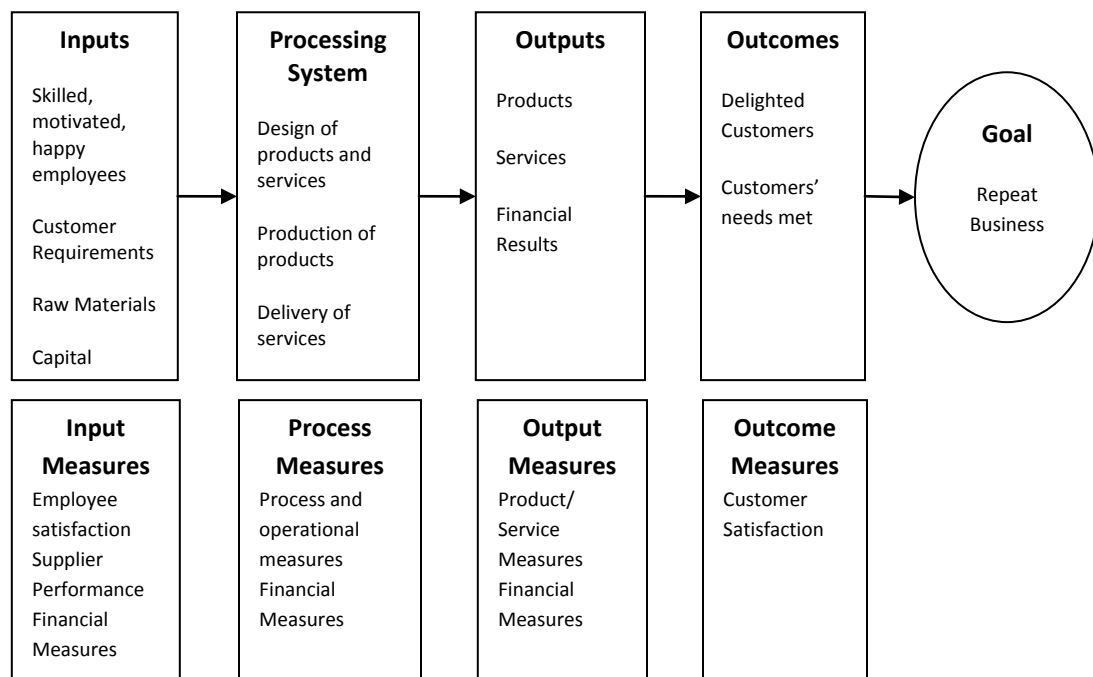 Inputs
Skilled,
motivated,
happy
employees
Customer
Requirements
Raw Materials
Capital
Processing
System
Design of
products and
services
Production of
products
Delivery of
services
Outputs
Products
Services
Financial
Results
Outcomes
Delighted
Customers
Customers’
needs met
Goal
Repeat
Business
Input
Measures
Employee
satisfaction
Supplier
Performance
Financial
Measures
Process
Measures
Process and
operational
measures
Financial
Measures
Output
Measures
Product/
Service
Measures
Financial
Measures
Outcome
Measures
Customer
Satisfaction